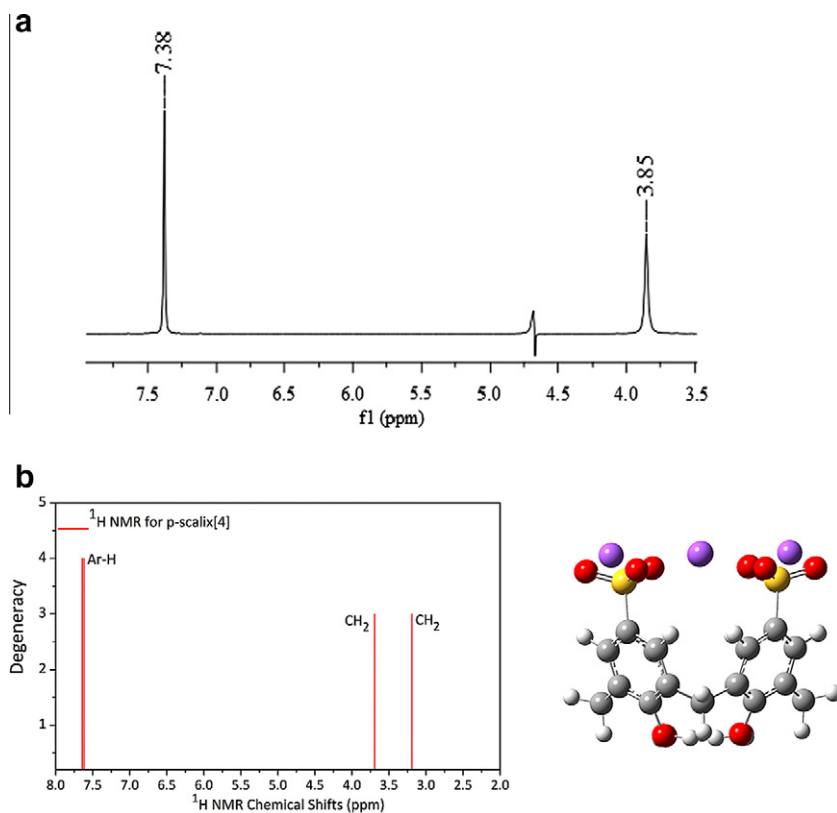 a
7.38
3.85
7.5 7.0 6.5 6.0 5.5 5.0 4.5 4.0 3.5
f1 (ppm)
b
5
4
3
2
1
Degeneracy
¹H NMR for p-scalix[4]
Ar-H
CH₂ CH₂
8.0 7.5 7.0 6.5 6.0 5.5 5.0 4.5 4.0 3.5 3.0 2.5 2.0
¹H NMR Chemical Shifts (ppm)